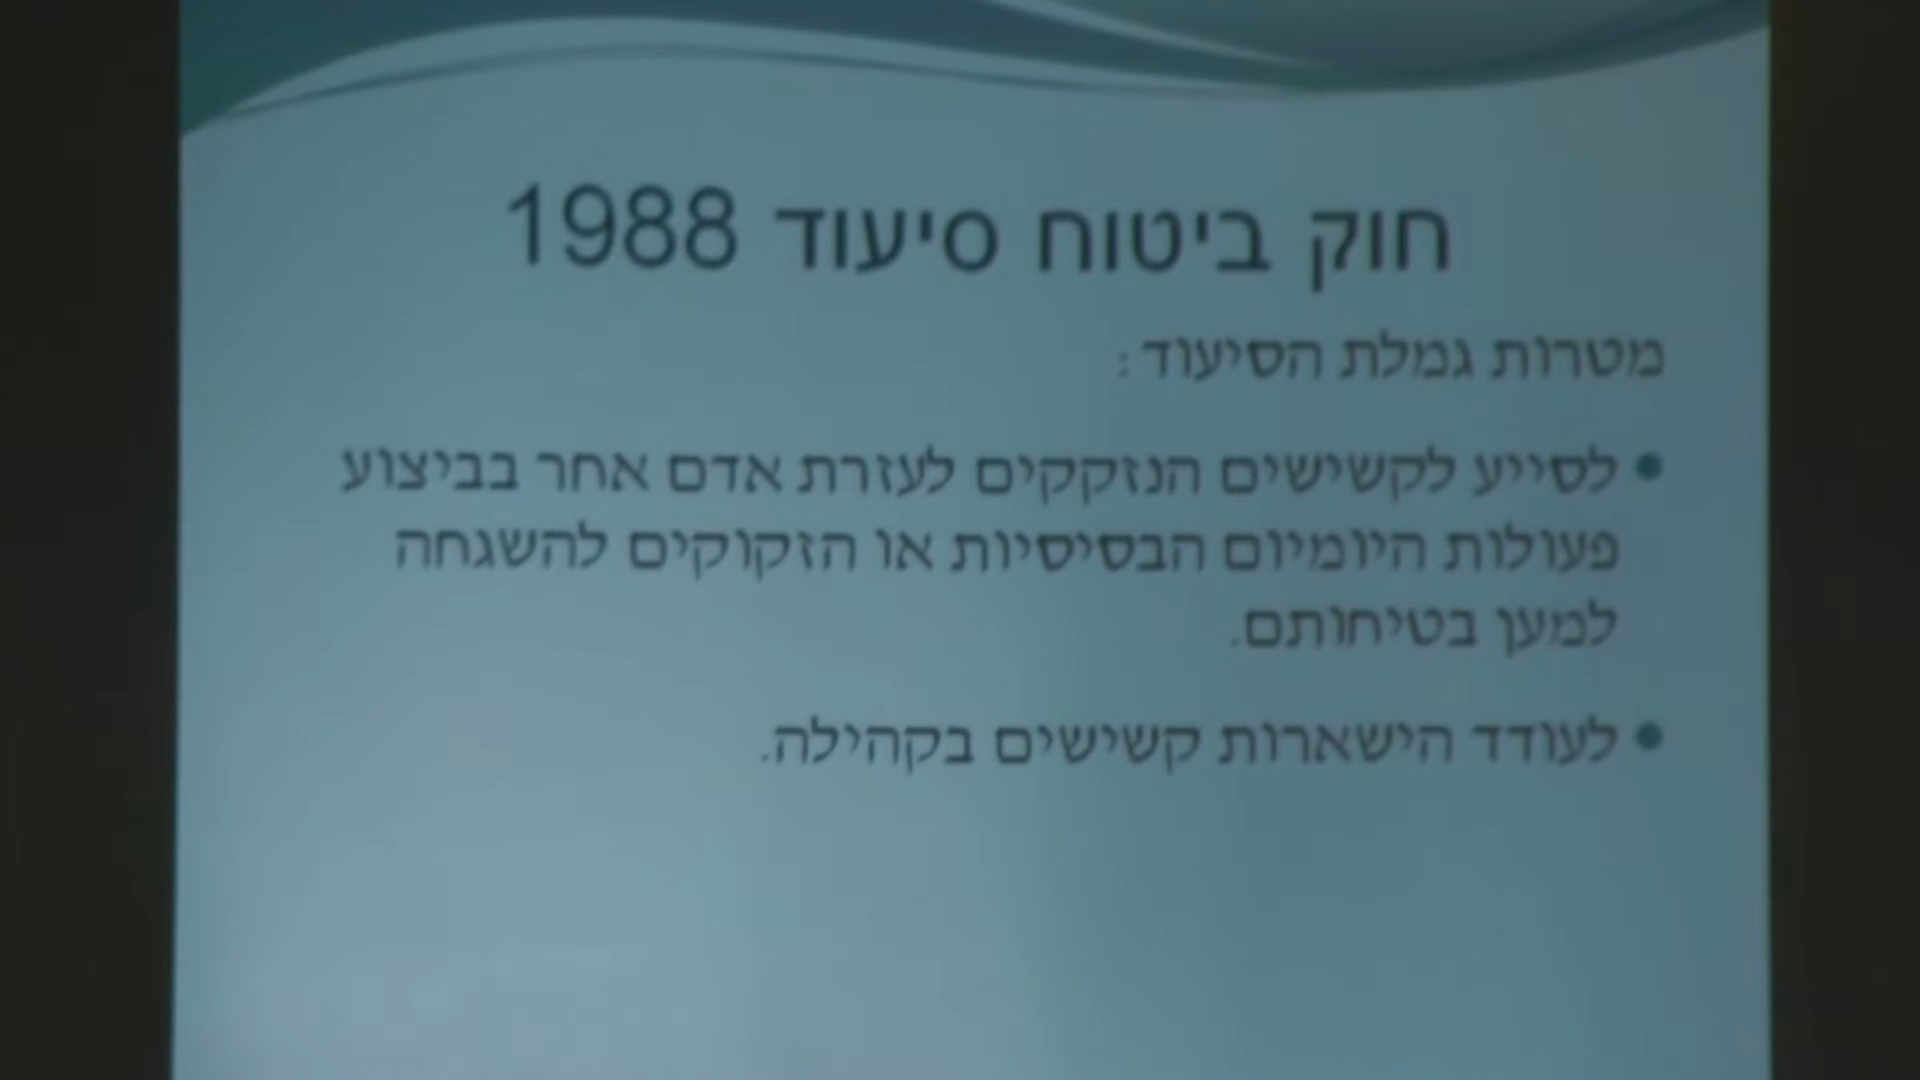 חוק ביטוח סיעוד 1988
מטרות גמלת הסיעוד:
• לסייע לקשישים הנזקקים לעזרת אדם אחר בביצוע
פעולות היומיום הבסיסיות או הזקוקים להשגחה
למען בטיחותם.
• לעודד הישארות קשישים בקהילה.